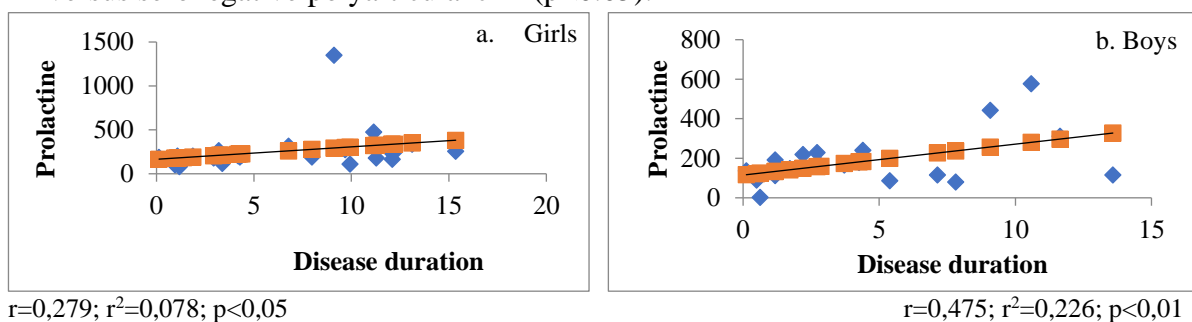 a. Girls
Prolactine
1500
1000
500
0
0 5 10 15 20
Disease duration
b. Boys
Prolactine
800
600
400
200
0
0 5 10 15
Disease duration
r=0,279; r²=0,078; p<0,05
r=0,475; r²=0,226; p<0,01